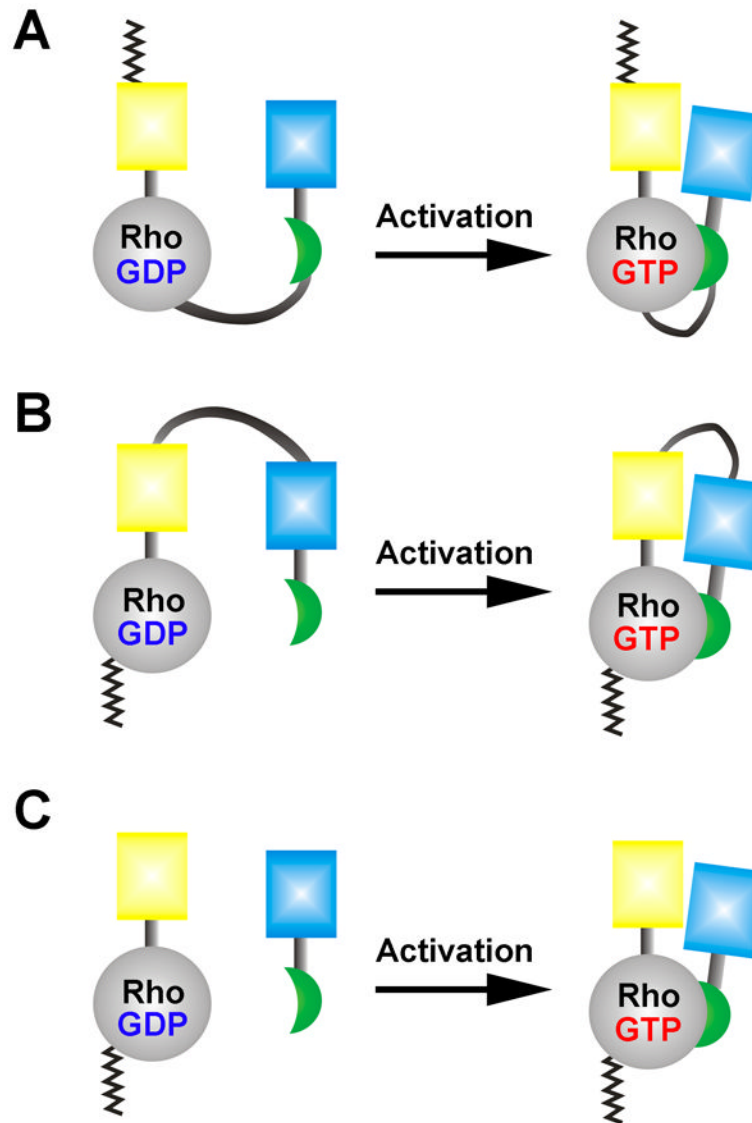 A
Rho
GDP
Activation
Rho
GTP
B
Rho
GDP
Activation
Rho
GTP
C
Rho
GDP
Activation
Rho
GTP